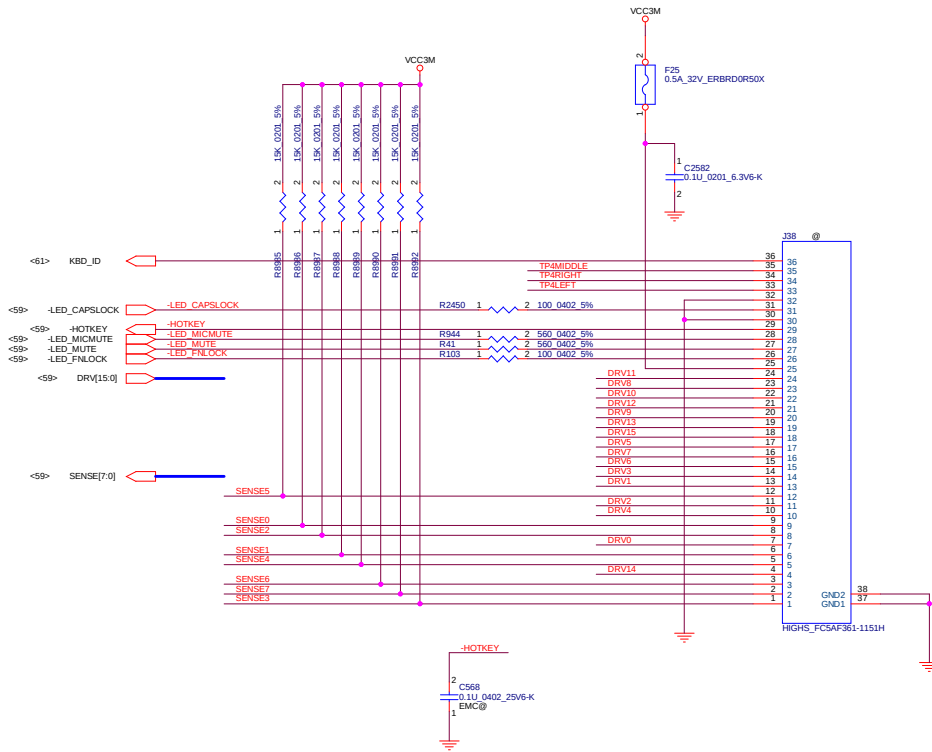 VCC3M
F25
0.5A_32V_ERBRD0R50X
2
1
VCC3M
15K_0201_5%
15K_0201_5%
15K_0201_5%
15K_0201_5%
15K_0201_5%
15K_0201_5%
15K_0201_5%
15K_0201_5%
2 2 2 2 2 2 2 2
1 1 1 1 1 1 1 1
R8985
R8986
R8987
R8988
R8989
R8990
R8991
R8992
1
C2582
0.1U_0201_6.3V6-K
2
J38 @
<61> KBD_ID
36 36
TP4MIDDLE 35 35
TP4RIGHT 34 34
TP4LEFT 33 33
32 32
<59> -LED_CAPSLOCK -LED_CAPSLOCK R2450 1 2 100_0402_5% 31 31
30 30
<59> -HOTKEY -HOTKEY 29 29
<59> -LED_MICMUTE -LED_MICMUTE R944 1 2 560_0402_5% 28 28
<59> -LED_MUTE -LED_MUTE R41 1 2 560_0402_5% 27 27
<59> -LED_FNLOCK -LED_FNLOCK R103 1 2 100_0402_5% 26 26
25 25
<59> DRV[15:0] DRV11 24 24
DRV8 23 23
DRV10 22 22
DRV12 21 21
DRV9 20 20
DRV13 19 19
DRV15 18 18
DRV5 17 17
DRV7 16 16
DRV6 15 15
DRV3 14 14
<59> SENSE[7:0]
DRV1 13 13
SENSE5 12 12
DRV2 11 11
DRV4 10 10
SENSE0 9 9
SENSE2 8 8
DRV0 7 7
SENSE1 6 6
SENSE4 5 5
DRV14 4 4
SENSE6 3 3
SENSE7 2 2 GND2 38
SENSE3 1 1 GND1 37
HIGHS_FC5AF361-1151H
-HOTKEY
2
C568
0.1U_0402_25V6-K
EMC@
1